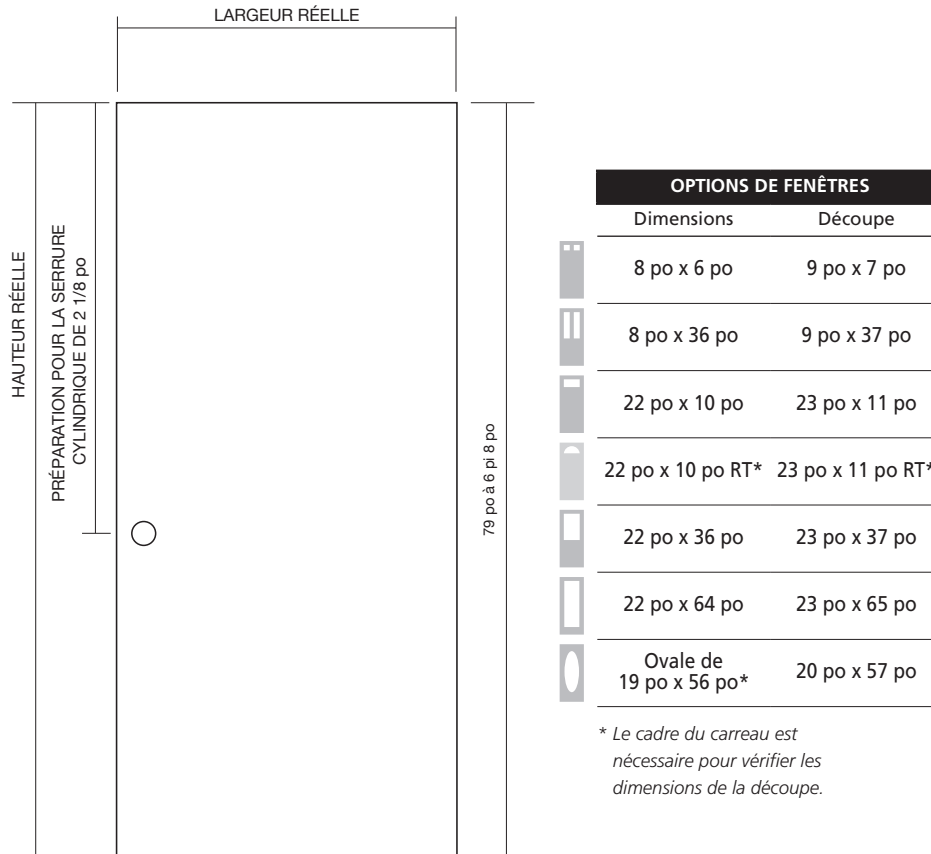 LARGEUR RÉELLE
HAUTEUR RÉELLE
PRÉPARATION POUR LA SERRURE
CYLINDRIQUE DE 2 1/8 po
79 po à 6 pi 8 po
OPTIONS DE FENÊTRES
Dimensions Découpe
8 po x 6 po 9 po x 7 po
8 po x 36 po 9 po x 37 po
22 po x 10 po 23 po x 11 po
22 po x 10 po RT* 23 po x 11 po RT*
22 po x 36 po 23 po x 37 po
22 po x 64 po 23 po x 65 po
Ovale de
19 po x 56 po* 20 po x 57 po
* Le cadre du carreau est
nécessaire pour vérifier les
dimensions de la découpe.